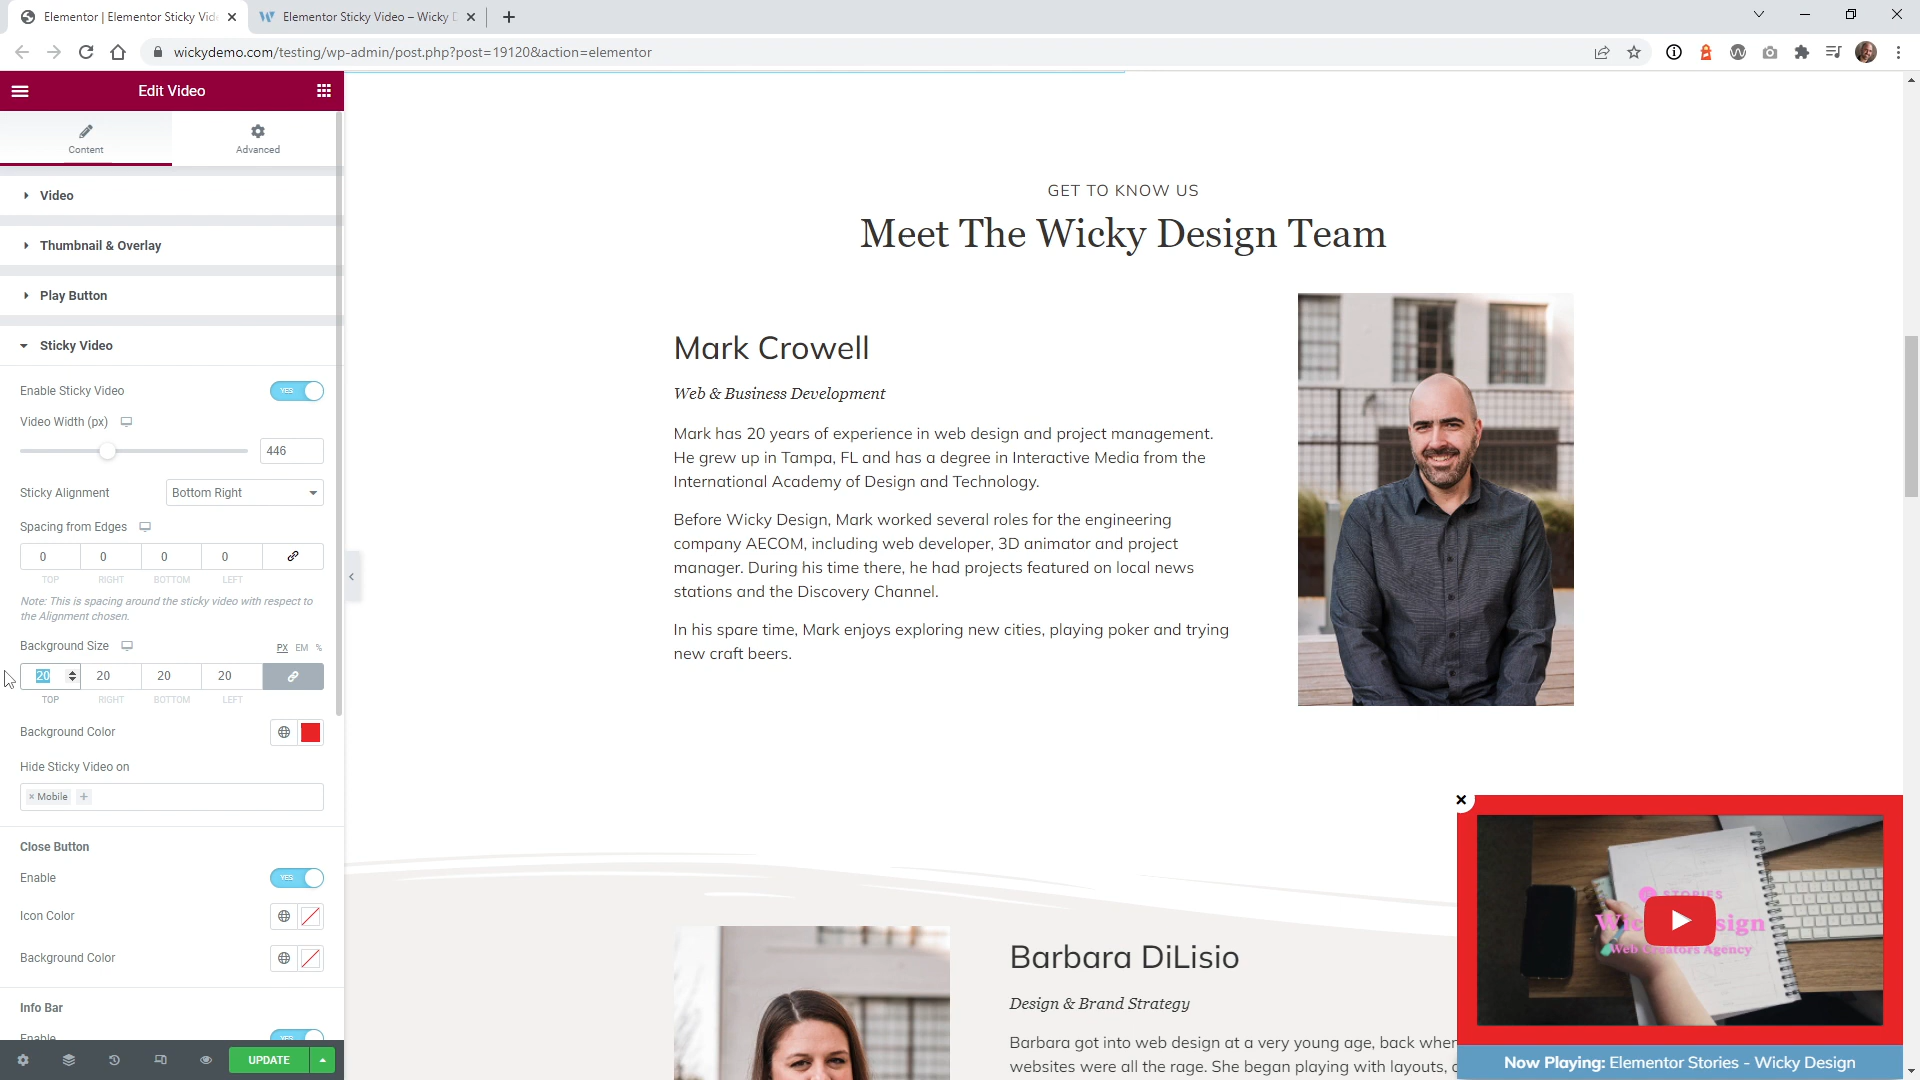 Elementor | Elementor Sticky Vid
Elementor Sticky Video – Wicky D
wickydemo.com/testing/wp-admin/post.php?post=19120&action=elementor
Edit Video
Content
Advanced
Video
Thumbnail & Overlay
Play Button
Sticky Video
Enable Sticky Video
YES
Video Width (px)
446
Sticky Alignment
Bottom Right
Spacing from Edges
0 0 0 0
TOP RIGHT BOTTOM LEFT
Note: This is spacing around the sticky video with respect to
the Alignment chosen.
Background Size
PX EM %
20 20 20 20
TOP RIGHT BOTTOM LEFT
Background Color
Hide Sticky Video on
× Mobile +
Close Button
Enable
YES
Icon Color
Background Color
Info Bar
Enable
YES
UPDATE
GET TO KNOW US
Meet The Wicky Design Team
Mark Crowell
Web & Business Development
Mark has 20 years of experience in web design and project management.
He grew up in Tampa, FL and has a degree in Interactive Media from the
International Academy of Design and Technology.
Before Wicky Design, Mark worked several roles for the engineering
company AECOM, including web developer, 3D animator and project
manager. During his time there, he had projects featured on local news
stations and the Discovery Channel.
In his spare time, Mark enjoys exploring new cities, playing poker and trying
new craft beers.
Barbara DiLisio
Design & Brand Strategy
Barbara got into web design at a very young age, back when
websites were all the rage. She began playing with layouts,
STORIES
Web Creators Agency
Now Playing: Elementor Stories - Wicky Design